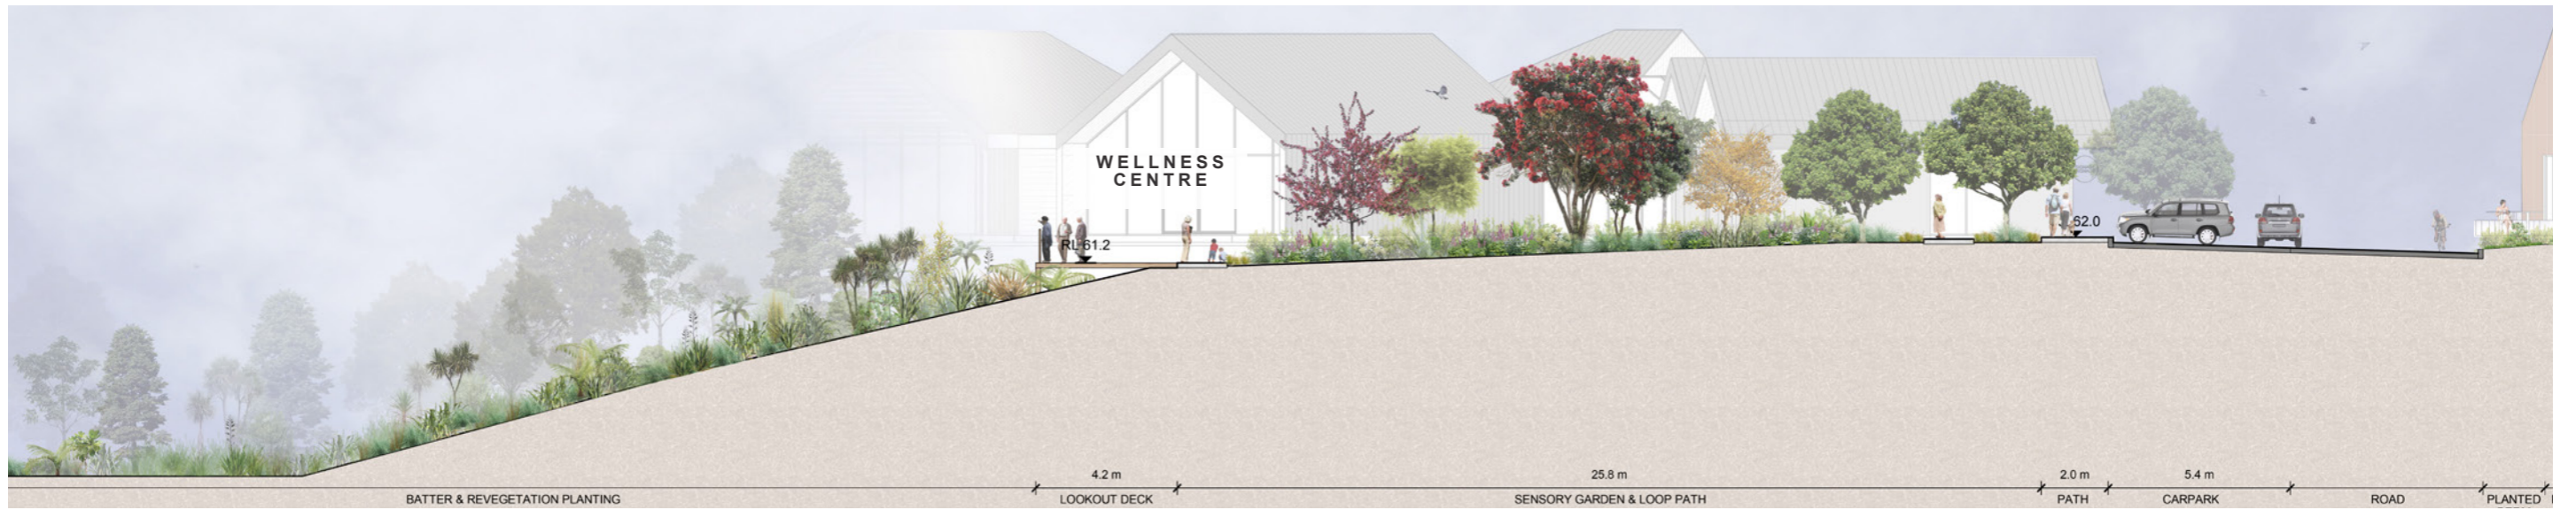 WELLNESS
CENTRE
RL 61.2
62.0
4.2 m
25.8 m
2.0 m
5.4 m
BATTER & REVEGETATION PLANTING
LOOKOUT DECK
SENSORY GARDEN & LOOP PATH
PATH
CARPARK
ROAD
PLANTED